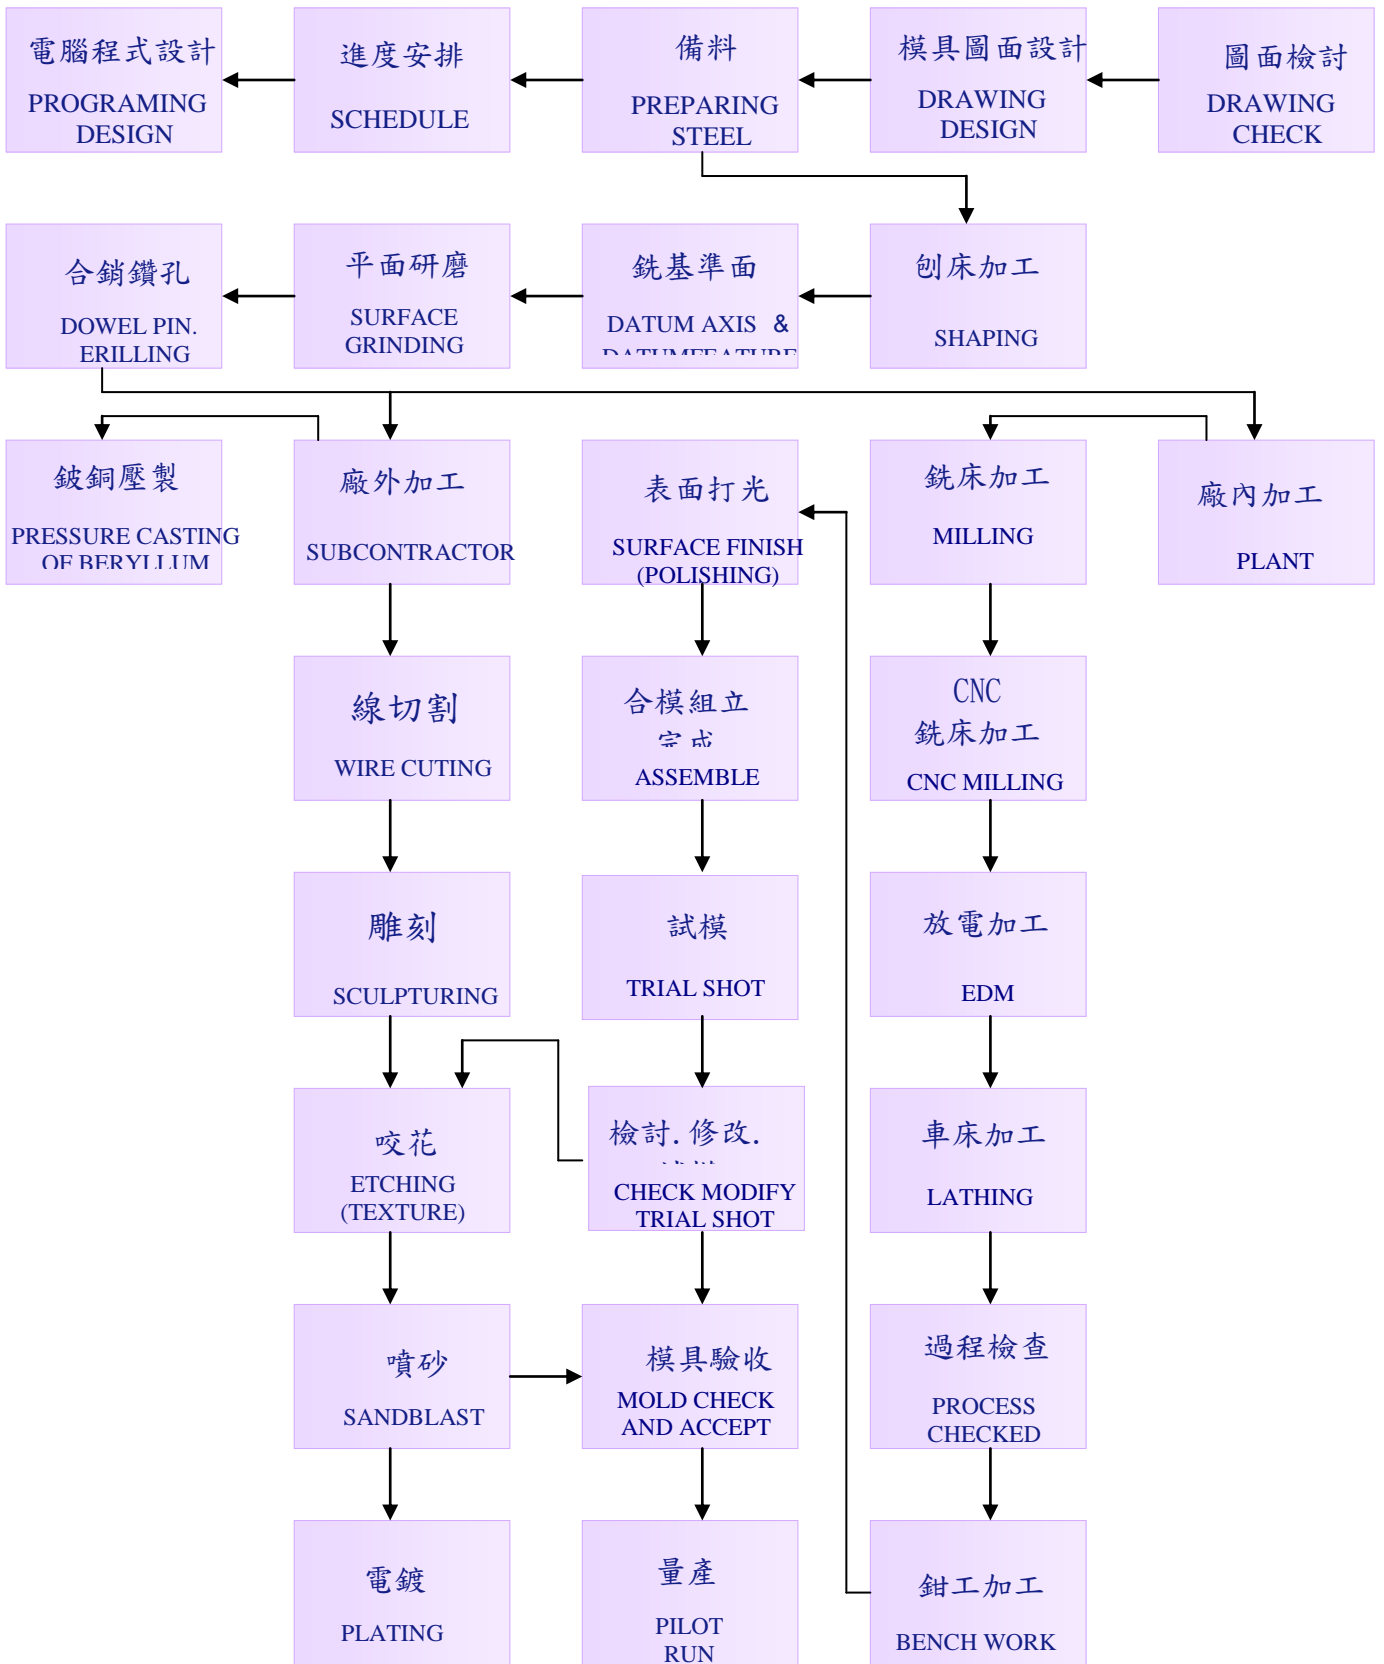 電腦程式設計
PROGRAMING
DESIGN
進度安排
SCHEDULE
備料
PREPARING
STEEL
模具圖面設計
DRAWING
DESIGN
圖面檢討
DRAWING
CHECK
合銷鑽孔
DOWEL PIN.
ERILLING
平面研磨
SURFACE
GRINDING
銑基準面
DATUM AXIS &
DATUMFEATURE
刨床加工
SHAPING
鈹銅壓製
PRESSURE CASTING
OF BERYLLUM
廠外加工
SUBCONTRACTOR
表面打光
SURFACE FINISH
(POLISHING)
銑床加工
MILLING
廠內加工
PLANT
線切割
WIRE CUTING
合模組立
完成
ASSEMBLE
CNC
銑床加工
CNC MILLING
雕刻
SCULPTURING
試模
TRIAL SHOT
放電加工
EDM
咬花
ETCHING
(TEXTURE)
檢討.修改.
CHECK MODIFY
TRIAL SHOT
車床加工
LATHING
噴砂
SANDBLAST
模具驗收
MOLD CHECK
AND ACCEPT
過程檢查
PROCESS
CHECKED
電鍍
PLATING
量產
PILOT
RUN
鉗工加工
BENCH WORK